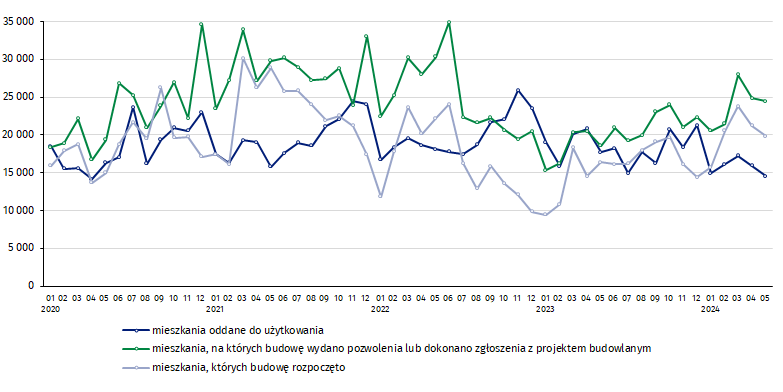 35 000
30 000
25 000
20 000
15 000
10 000
5 000
0
01 02 03 04 05 06 07 08 09 10 11 12 01 02 03 04 05 06 07 08 09 10 11 12 01 02 03 04 05 06 07 08 09 10 11 12 01 02 03 04 05 06 07 08 09 10 11 12 01 02 03 04 05
2020 2021 2022 2023 2024
mieszkania oddane do użytkowania
mieszkania, na których budowę wydano pozwolenia lub dokonano zgłoszenia z projektem budowlanym
mieszkania, których budowę rozpoczęto